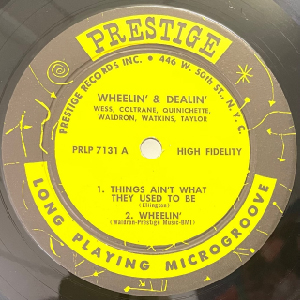 PRESTIGE
PRESTIGE RECORDS INC. • 446 W. 50th ST., N.Y.C.
WHEELIN' & DEALIN'
WESS, COLTRANE, QUINICHETTE,
WALDRON, WATKINS, TAYLOR
PRLP 7131 A HIGH FIDELITY
1. THINGS AIN'T WHAT
THEY USED TO BE
(Ellington)
2. WHEELIN'
(Waldron-Prestige Music-BMI)
LONG PLAYING MICROGROOVE